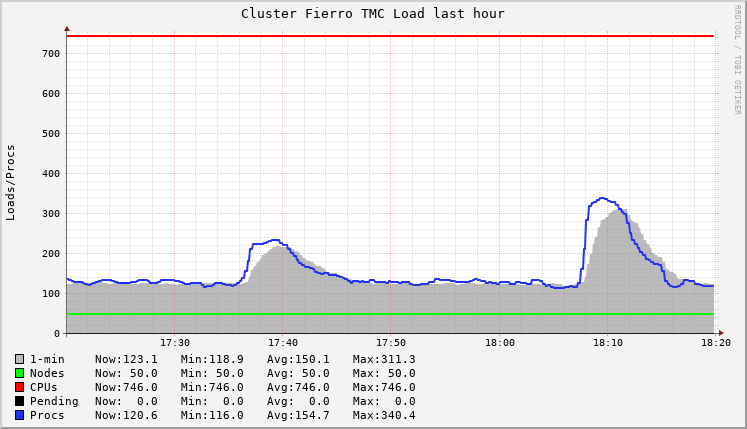 Cluster Fierro TMC Load last hour
RRDTOOL / TOBI OETIKER
Loads/Procs
700
600
500
400
300
200
100
0
17:30 17:40 17:50 18:00 18:10 18:20
1-min Now:123.1 Min:118.9 Avg:150.1 Max:311.3
Nodes Now: 50.0 Min: 50.0 Avg: 50.0 Max: 50.0
CPUs Now:746.0 Min:746.0 Avg:746.0 Max:746.0
Pending Now: 0.0 Min: 0.0 Avg: 0.0 Max: 0.0
Procs Now:120.6 Min:116.0 Avg:154.7 Max:340.4